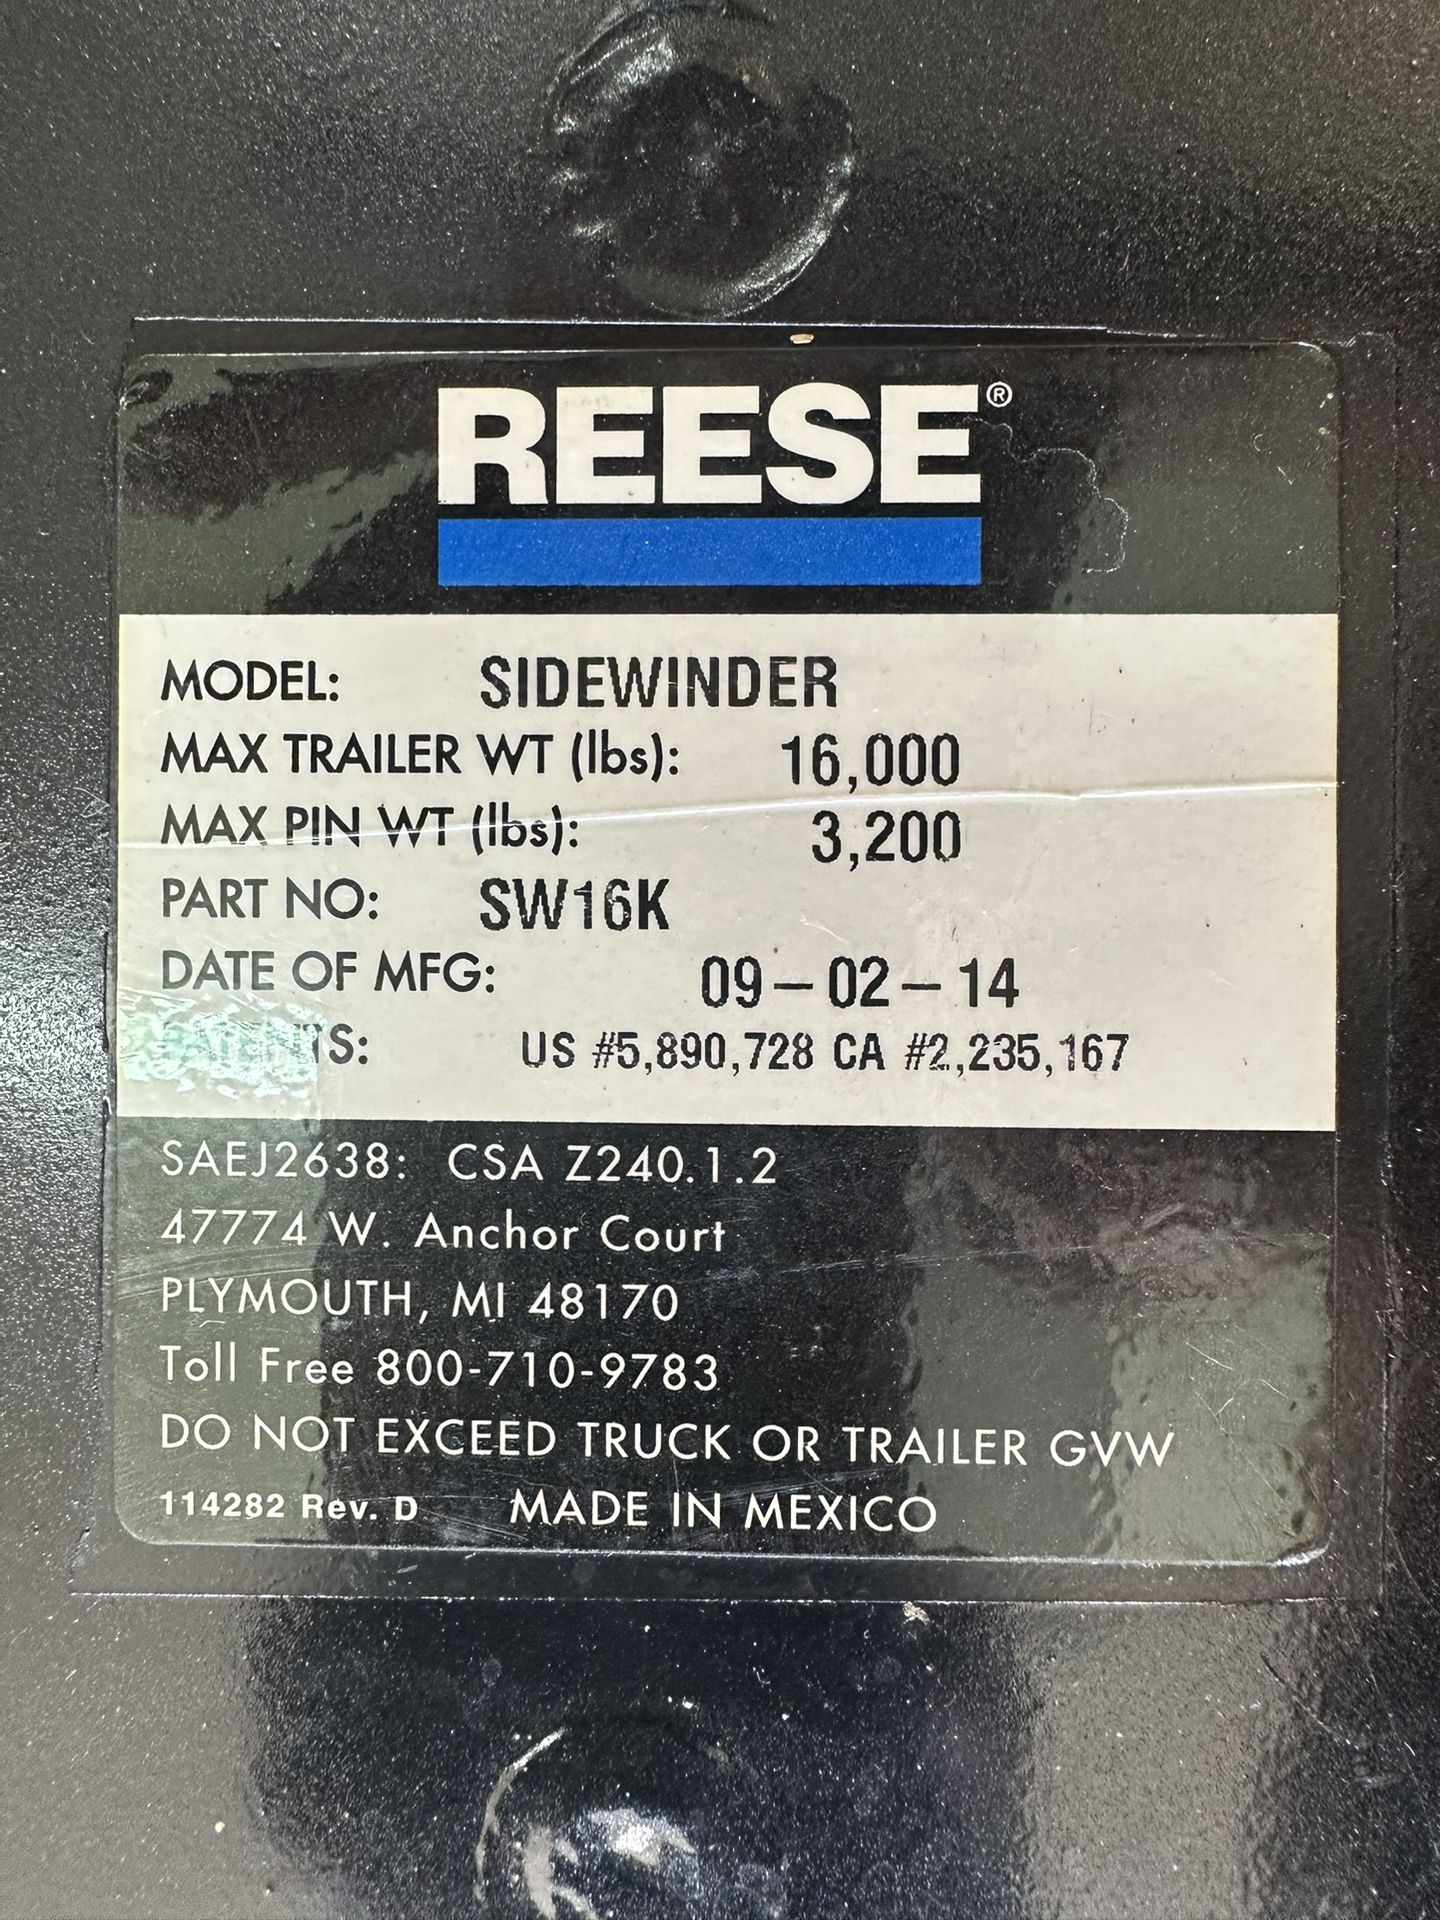 REESE®
MODEL: SIDEWINDER
MAX TRAILER WT (lbs): 16,000
MAX PIN WT (lbs): 3,200
PART NO: SW16K
DATE OF MFG: 09-02-14
PATENTS: US #5,890,728 CA #2,235,167
SAEJ2638: CSA Z240.1.2
47774 W. Anchor Court
PLYMOUTH, MI 48170
Toll Free 800-710-9783
DO NOT EXCEED TRUCK OR TRAILER GVW
114282 Rev. D MADE IN MEXICO